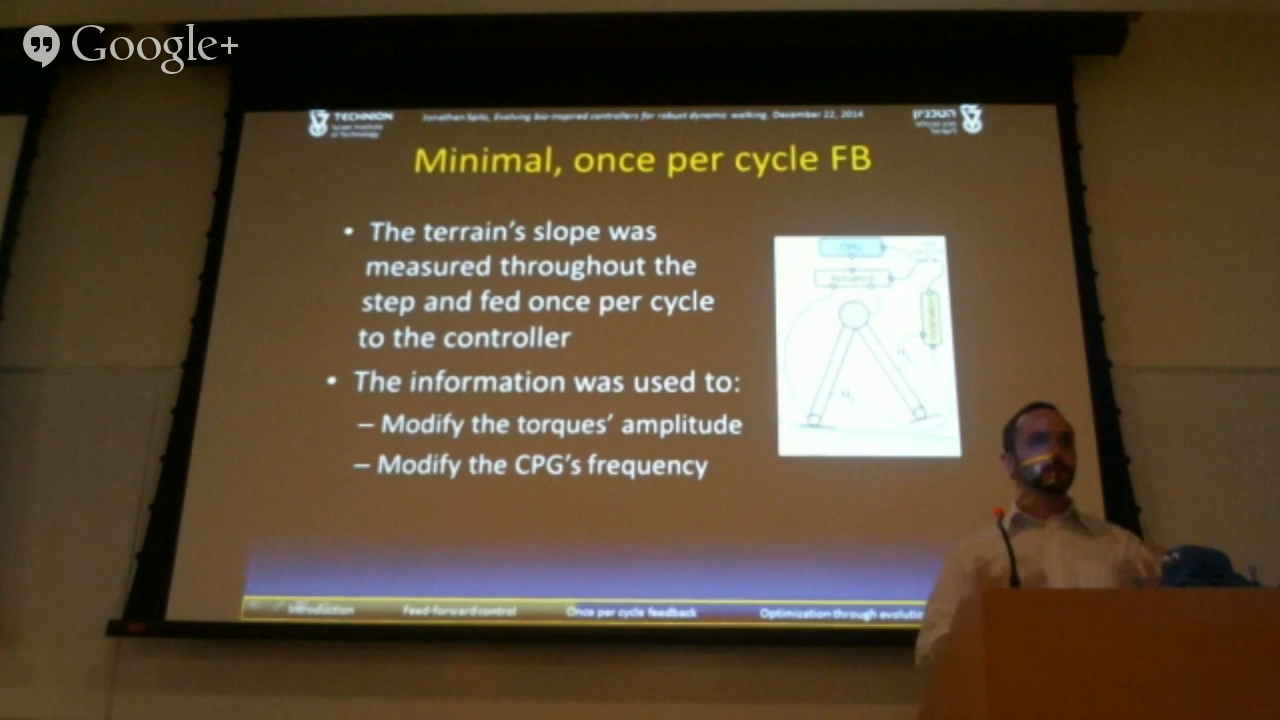 Google+
TECHNION
Israel Institute
of Technology
Jonathan Spitz, Evolving bio-inspired controllers for robust dynamic walking, December 22, 2014
הטכניון
Minimal, once per cycle FB
• The terrain's slope was
measured throughout the
step and fed once per cycle
to the controller
• The information was used to:
– Modify the torques' amplitude
– Modify the CPG's frequency
CPG
Introduction
Feed-forward control
Once per cycle feedback
Optimization through evolution